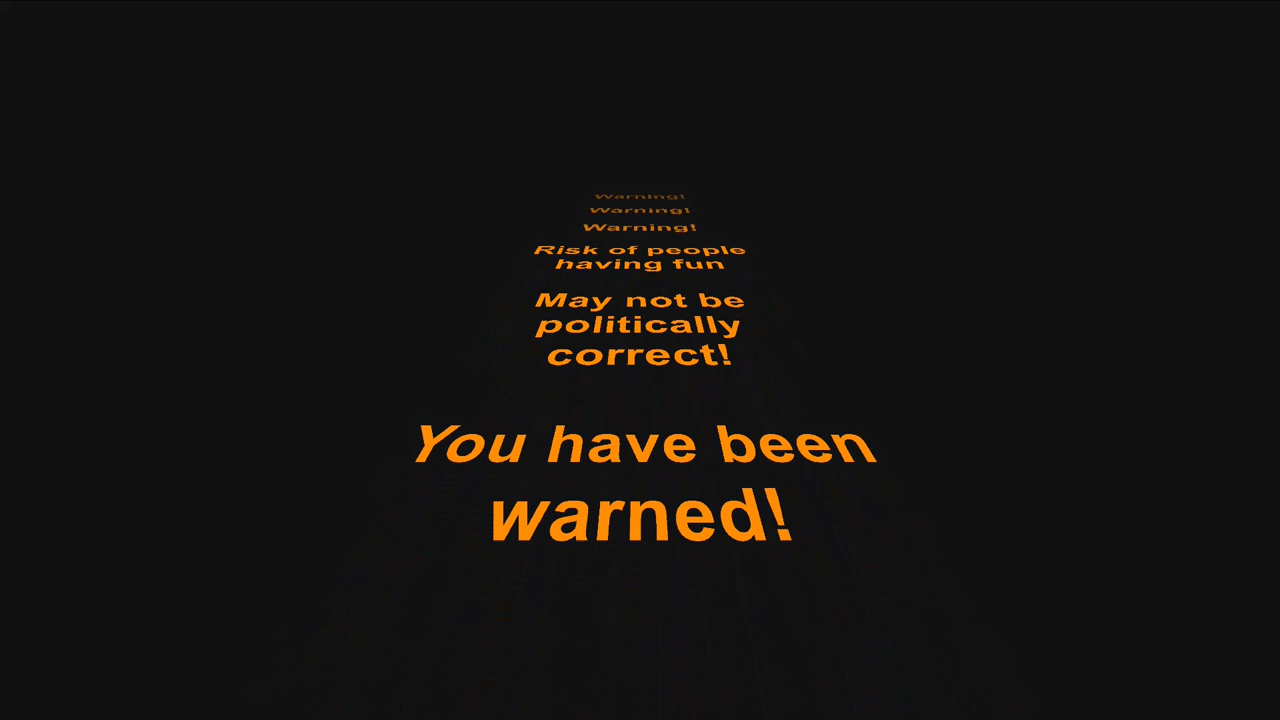 Warning!
Warning!
Warning!
Risk of people
having fun
May not be
politically
correct!
You have been
warned!